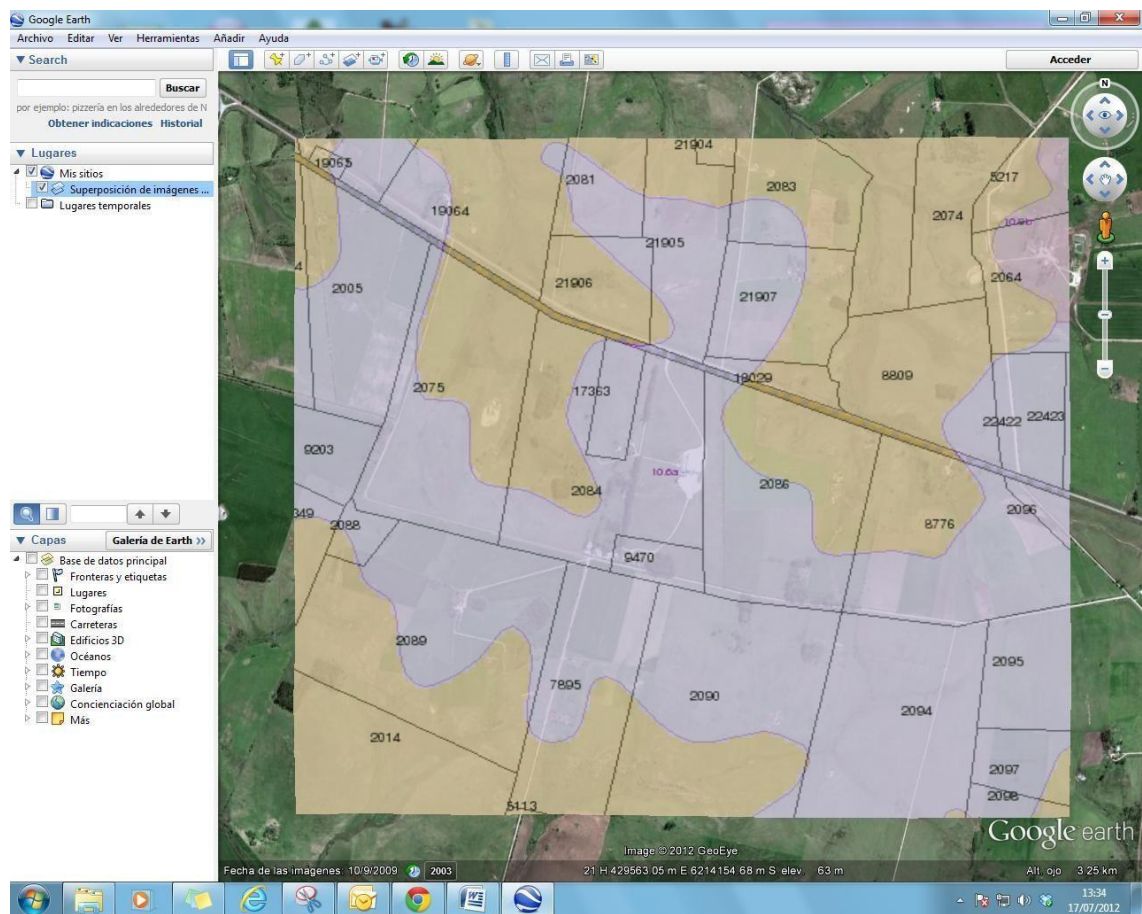 Google Earth
Archivo Editar Ver Herramientas Añadir Ayuda
Search
Buscar
por ejemplo: pizzería en los alrededores de N
Obtener indicaciones Historial
Lugares
Mis sitios
Superposición de imágenes ...
Lugares temporales
Capas
Galería de Earth >>
Base de datos principal
Fronteras y etiquetas
Lugares
Fotografías
Carreteras
Edificios 3D
Océanos
Tiempo
Galería
Concienciación global
Más
Acceder
N
21904
19065
2081
2083
5217
19064
2074
10.8b
21905
2064
2005
21906
21907
2075
17363
18029
8809
22422 22423
9203
10.6a
2084
2086
2096
349
2088
8776
9470
2089
2095
7895
2090
2094
2014
2097
2098
5113
Google earth
Image © 2012 GeoEye
Fecha de las imágenes: 10/9/2009 2003 21 H 429563.05 m E 6214154.68 m S elev. 63 m Alt. ojo 3.25 km
13:34
17/07/2012